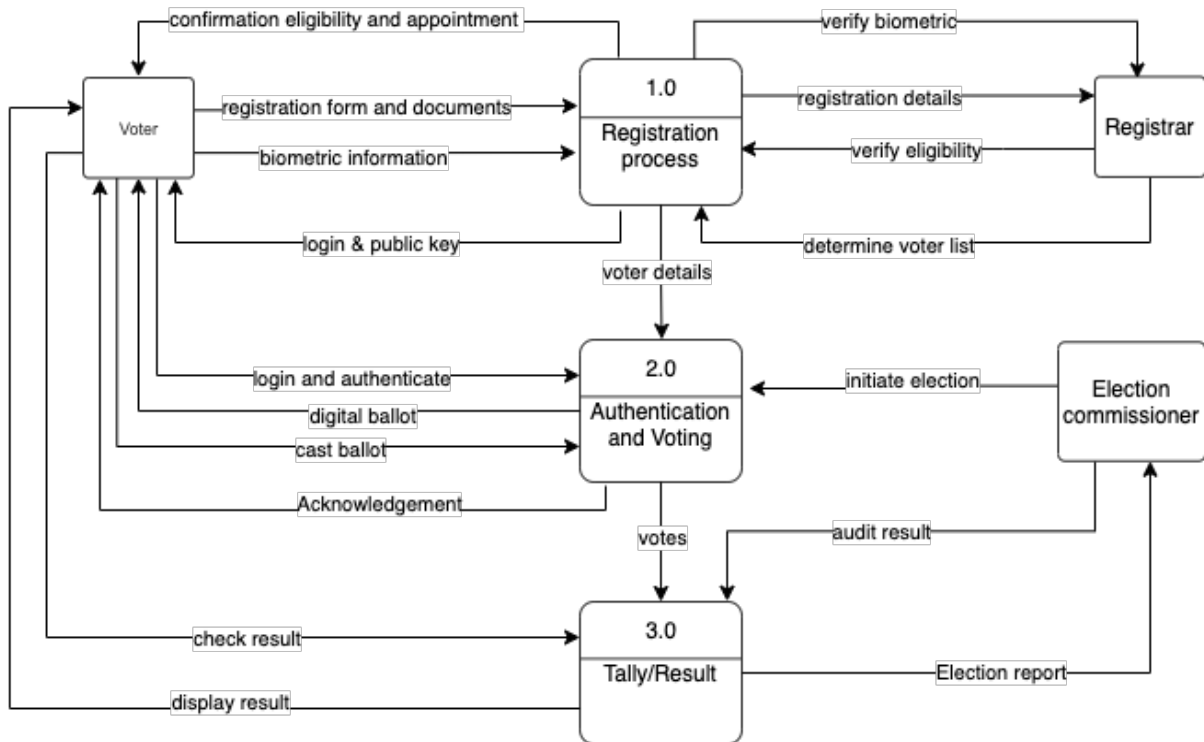 confirmation eligibility and appointment
verify biometric
1.0
Registration
process
Voter
registration form and documents
registration details
Registrar
biometric information
verify eligibility
login & public key
determine voter list
voter details
2.0
Authentication
and Voting
login and authenticate
initiate election
Election
commissioner
digital ballot
cast ballot
Acknowledgement
votes
audit result
3.0
Tally/Result
check result
Election report
display result